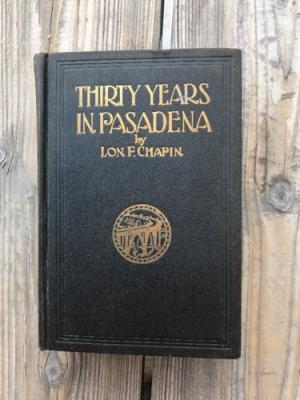 THIRTY YEARS
IN PASADENA
by
LON F. CHAPIN